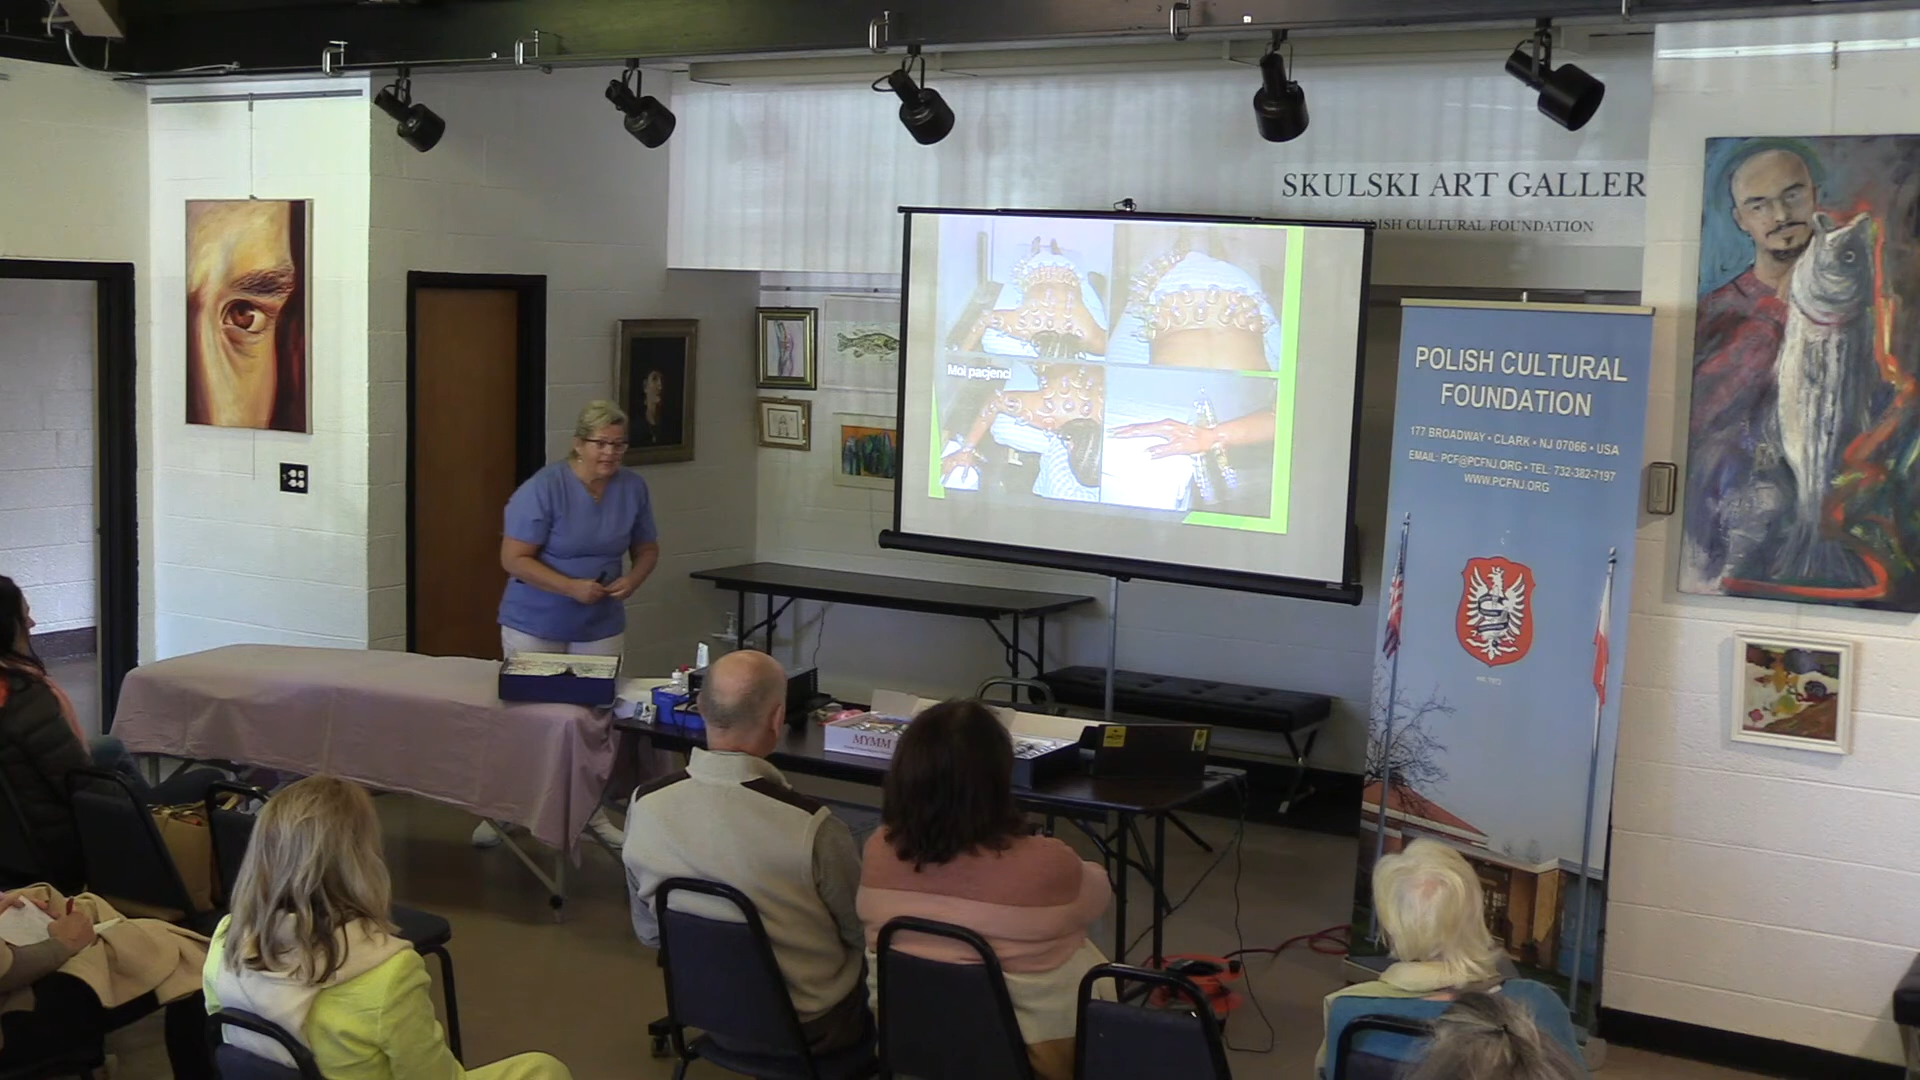 SKULSKI ART GALLER
ISH CULTURAL FOUNDATION
Moi pacjenci
POLISH CULTURAL
FOUNDATION
177 BROADWAY • CLARK • NJ 07066 • USA
EMAIL: PCF@PCFNJ.ORG • TEL: 732-382-7197
WWW.PCFNJ.ORG
MYMM